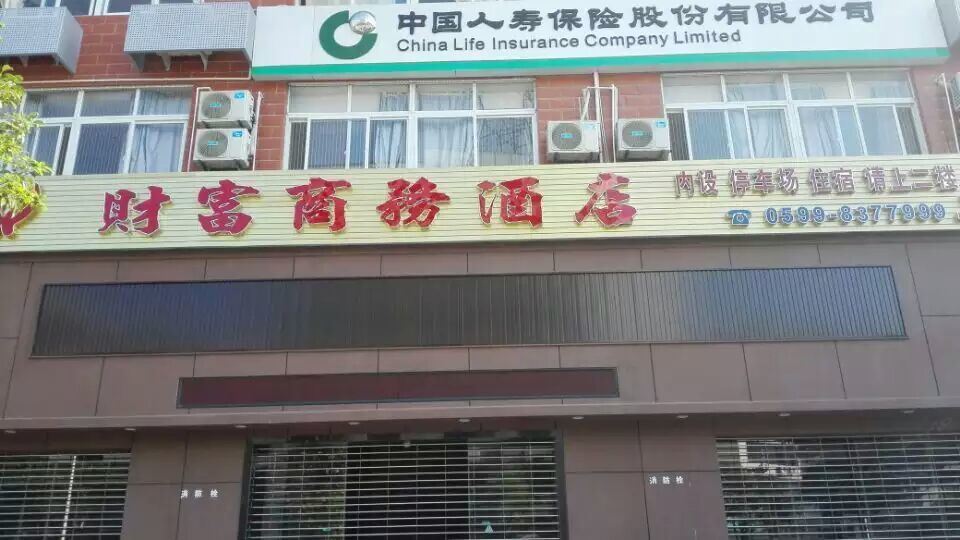 中国人寿保险股份有限公司
China Life Insurance Company Limited
財富商務酒店
内设 停车场 住宿 请上二楼
☎ 0599-8377999
消防栓
消防栓